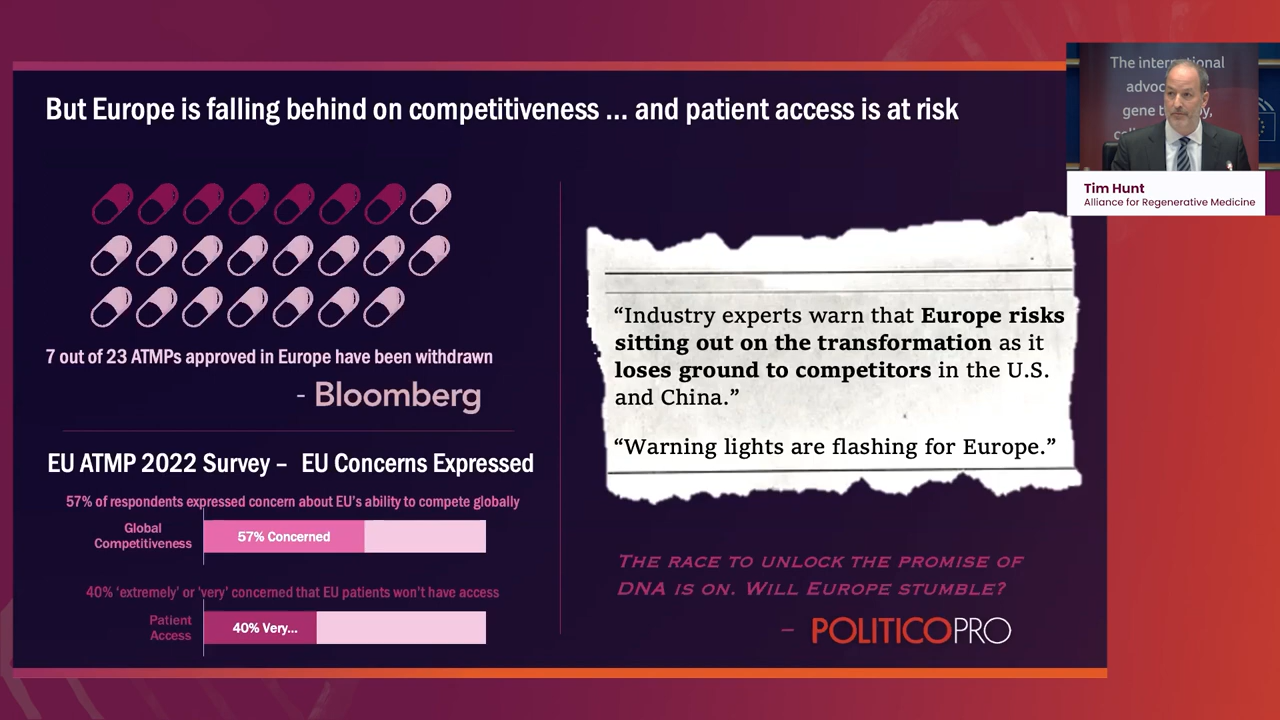 But Europe is falling behind on competitiveness ... and patient access is at risk
7 out of 23 ATMPs approved in Europe have been withdrawn
- Bloomberg
EU ATMP 2022 Survey – EU Concerns Expressed
57% of respondents expressed concern about EU's ability to compete globally
Global
Competitiveness
57% Concerned
40% 'extremely' or 'very' concerned that EU patients won't have access
Patient
Access
40% Very...
“Industry experts warn that Europe risks
sitting out on the transformation as it
loses ground to competitors in the U.S.
and China.”
“Warning lights are flashing for Europe.”
THE RACE TO UNLOCK THE PROMISE OF
DNA IS ON. WILL EUROPE STUMBLE?
– POLITICOPRO
The international
gene
Tim Hunt
Alliance for Regenerative Medicine